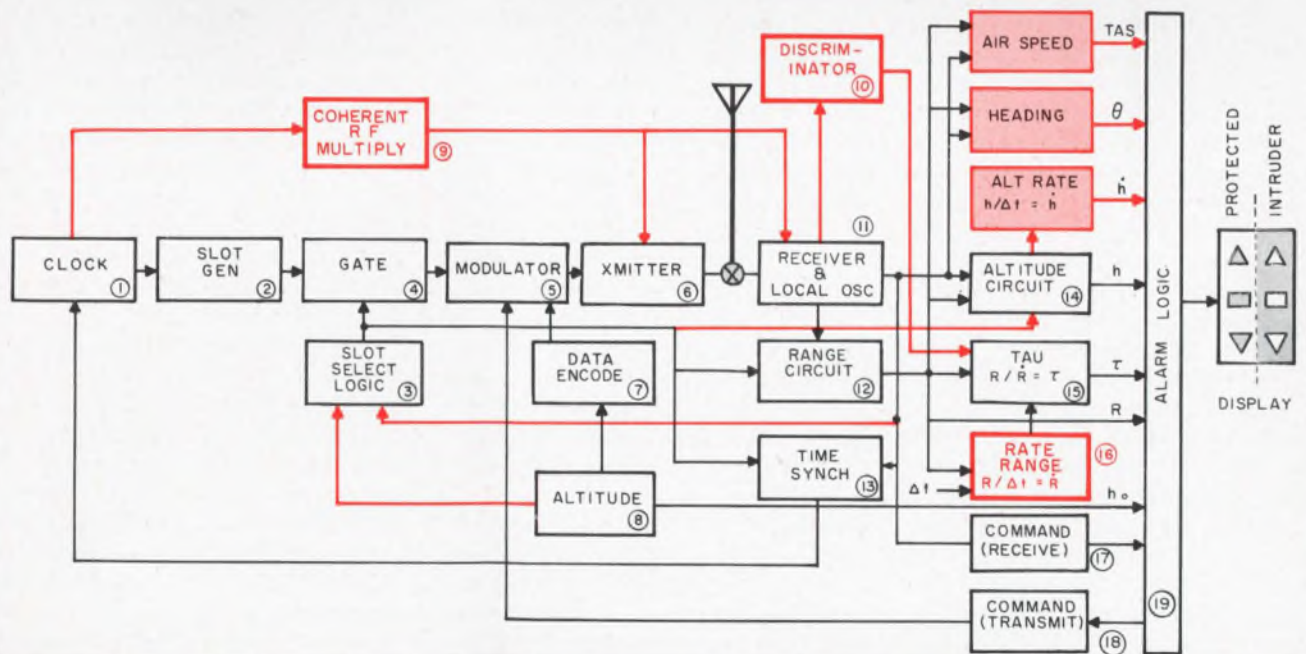 AIR SPEED
TAS
HEADING
θ
ALT RATE
h/Δt = ḣ
ḣ
DISCRIM-
INATOR
⑩
COHERENT
R F
MULTIPLY
⑨
CLOCK
①
SLOT
GEN
②
GATE
④
MODULATOR
⑤
XMITTER
⑥
⑪
RECEIVER
&
LOCAL OSC
ALTITUDE
CIRCUIT
⑭
h
SLOT
SELECT
LOGIC
③
DATA
ENCODE
⑦
RANGE
CIRCUIT
⑫
TAU
R/Ṙ = τ
⑮
τ
R
ALTITUDE
⑧
TIME
SYNCH
⑬
Δt
RATE
RANGE
R/Δt = Ṙ
⑯
h₀
COMMAND
(RECEIVE)
⑰
COMMAND
(TRANSMIT)
⑱
ALARM LOGIC
⑲
PROTECTED
INTRUDER
DISPLAY